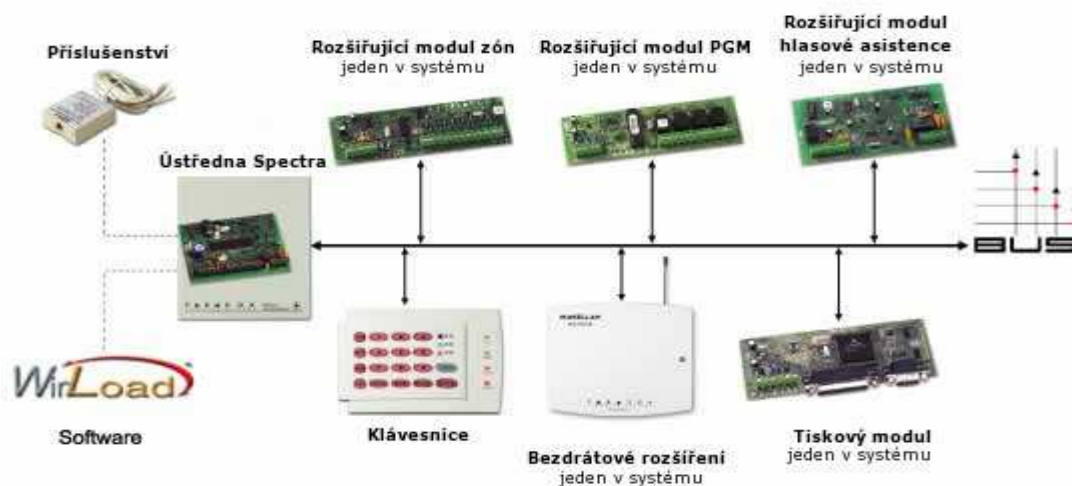 Příslušenství
Rozšiřující modul zón
jeden v systému
Rozšiřující modul PGM
jeden v systému
Rozšiřující modul
hlasové asistence
jeden v systému
Ústředna Spectra
BUS
WinLoad
Software
Klávesnice
MAGELLAN
Bezdrátové rozšíření
jeden v systému
Tiskový modul
jeden v systému